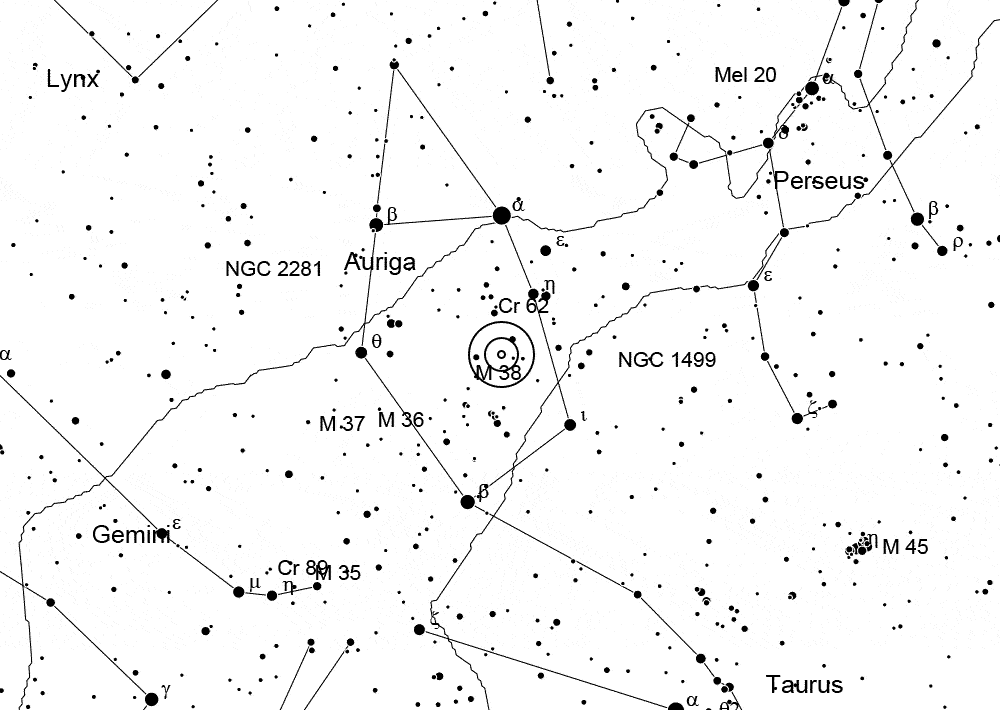 Lynx
Mel 20
α
δ
Perseus
β
α
β
ρ
ε
Auriga
NGC 2281
ε
η
Cr 62
θ
α
NGC 1499
M 38
ζ
M 37
M 36
ι
β
Gemini
ε
η
M 45
Cr 89
M 35
μ
η
ζ
γ
Taurus
α
θ2